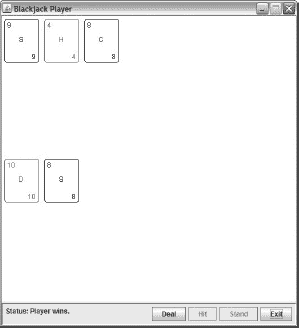 Blackjack Player
9 4 8
S H C
9 4 8
10 8
D S
10 8
Status: Player wins.
Deal Hit Stand Exit